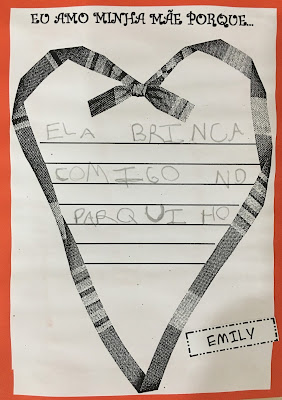 EU AMO MINHA MÃE PORQUE...
ELA BRINCA
COMIGO NO
PARQUIHO
EMILY